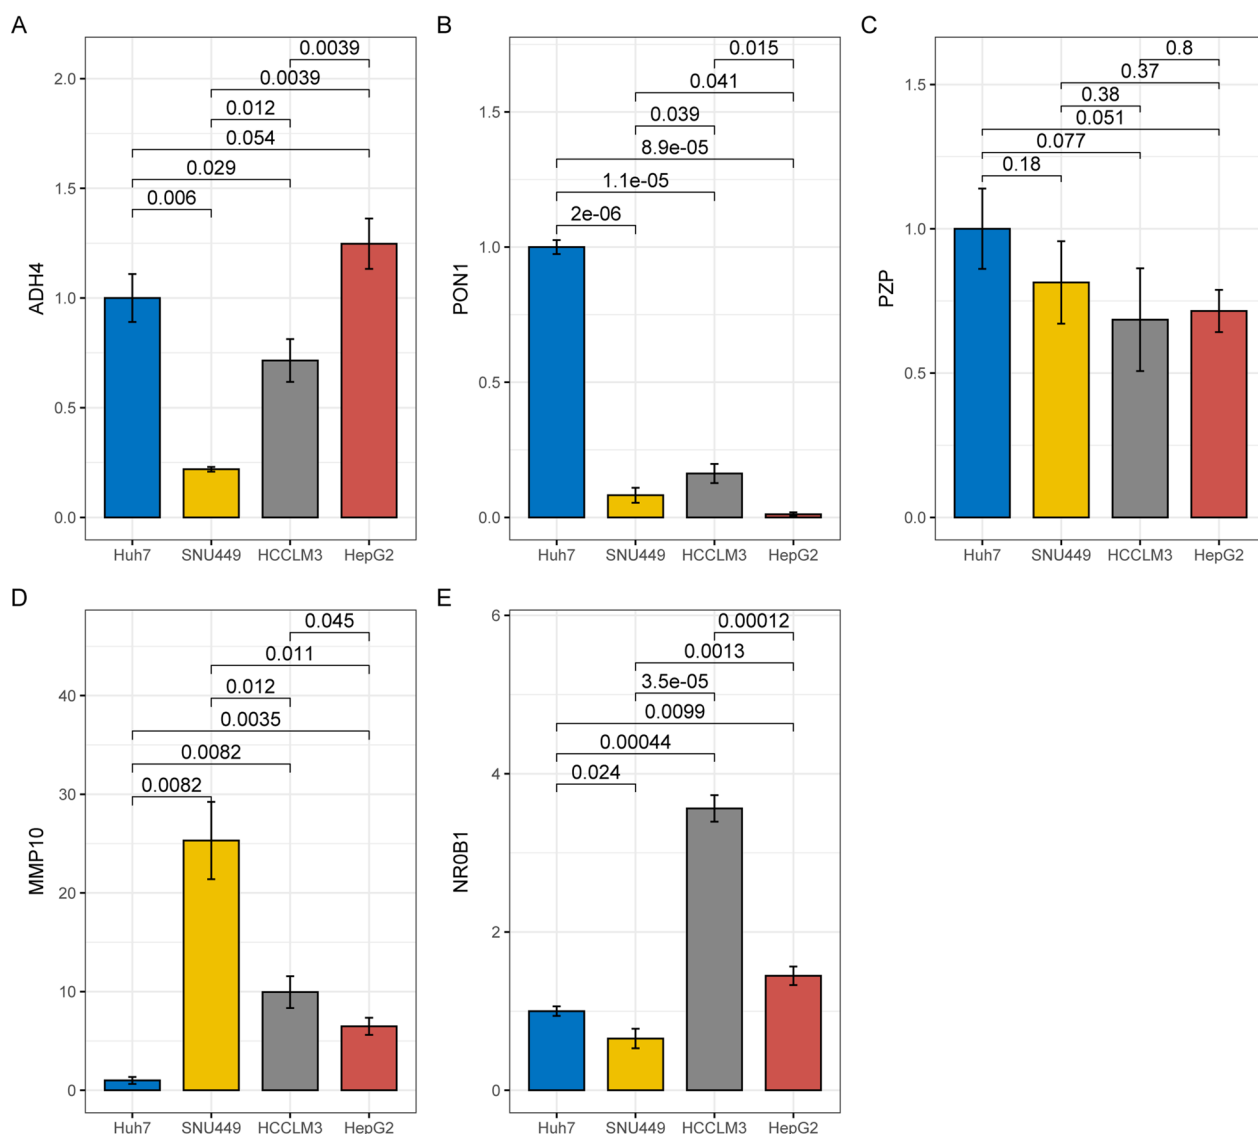 A
ADH4
2.0
1.5
1.0
0.5
0.0
0.0039
0.0039
0.012
0.054
0.029
0.006
Huh7 SNU449 HCCLM3 HepG2
B
PON1
1.5
1.0
0.5
0.0
0.015
0.041
0.039
8.9e-05
1.1e-05
2e-06
Huh7 SNU449 HCCLM3 HepG2
C
PZP
1.5
1.0
0.5
0.0
0.8
0.37
0.38
0.051
0.077
0.18
Huh7 SNU449 HCCLM3 HepG2
D
MMP10
40
30
20
10
0
0.045
0.011
0.012
0.0035
0.0082
0.0082
Huh7 SNU449 HCCLM3 HepG2
E
NR0B1
6
4
2
0
0.00012
0.0013
3.5e-05
0.0099
0.00044
0.024
Huh7 SNU449 HCCLM3 HepG2